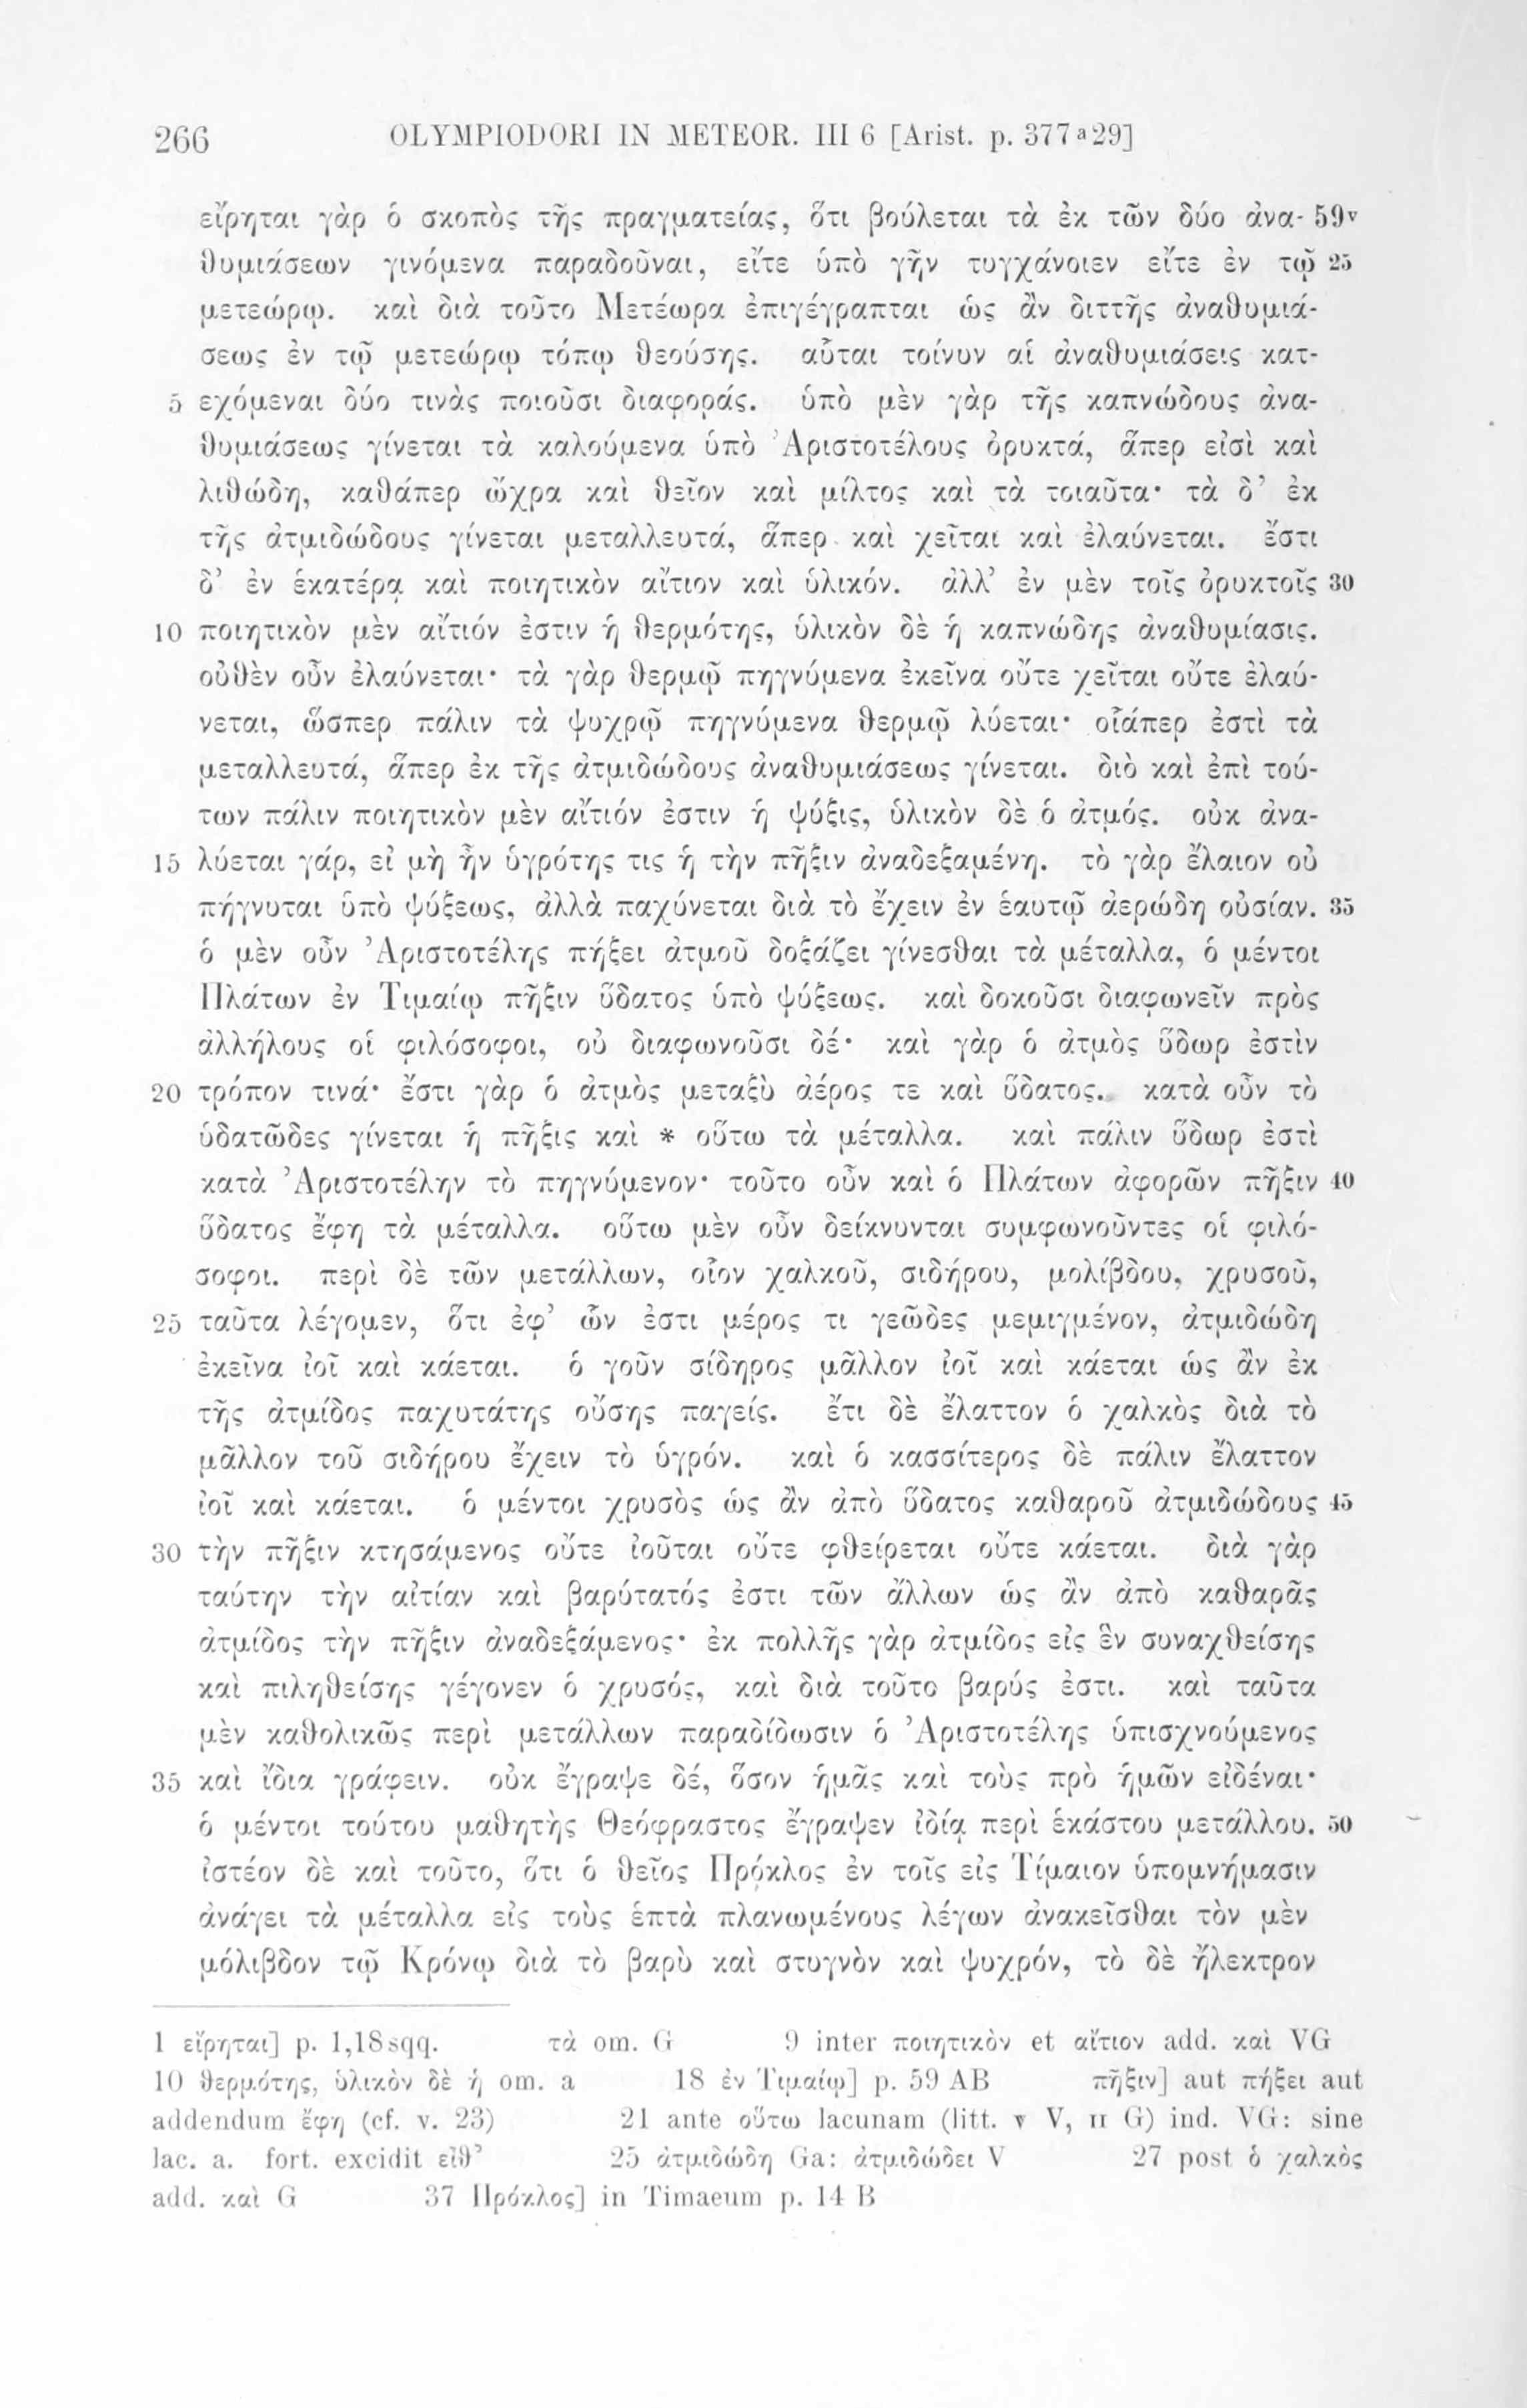 266 OLYMPIODORI IN METEOR. III 6 [Arist. p. 377ᵃ29]
εἴρηται γὰρ ὁ σκοπὸς τῆς πραγματείας, ὅτι βούλεται τὰ ἐκ τῶν δύο ἀνα- 59ᵛ
θυμιάσεων γινόμενα παραδοῦναι, εἴτε ὑπὸ γῆν τυγχάνοιεν εἴτε ἐν τῷ 25
μετεώρῳ. καὶ διὰ τοῦτο Μετέωρα ἐπιγέγραπται ὡς ἂν διττῆς ἀναθυμιά-
σεως ἐν τῷ μετεώρῳ τόπῳ θεούσης. αὗται τοίνυν αἱ ἀναθυμιάσεις κατ-
5 εχόμεναι δύο τινὰς ποιοῦσι διαφοράς. ὑπὸ μὲν γὰρ τῆς καπνώδους ἀνα-
θυμιάσεως γίνεται τὰ καλούμενα ὑπὸ Ἀριστοτέλους ὀρυκτά, ἅπερ εἰσὶ καὶ
λιθώδη, καθάπερ ὤχρα καὶ θεῖον καὶ μίλτος καὶ τὰ τοιαῦτα· τὰ δ’ ἐκ
τῆς ἀτμιδώδους γίνεται μεταλλευτά, ἅπερ καὶ χεῖται καὶ ἐλαύνεται. ἔστι
δ’ ἐν ἑκατέρᾳ καὶ ποιητικὸν αἴτιον καὶ ὑλικόν. ἀλλ’ ἐν μὲν τοῖς ὀρυκτοῖς 30
10 ποιητικὸν μὲν αἴτιόν ἐστιν ἡ θερμότης, ὑλικὸν δὲ ἡ καπνώδης ἀναθυμίασις.
οὐθὲν οὖν ἐλαύνεται· τὰ γὰρ θερμῷ πηγνύμενα ἐκεῖνα οὔτε χεῖται οὔτε ἐλαύ-
νεται, ὥσπερ πάλιν τὰ ψυχρῷ πηγνύμενα θερμῷ λύεται· οἷάπερ ἐστὶ τὰ
μεταλλευτά, ἅπερ ἐκ τῆς ἀτμιδώδους ἀναθυμιάσεως γίνεται. διὸ καὶ ἐπὶ τού-
των πάλιν ποιητικὸν μὲν αἴτιόν ἐστιν ἡ ψύξις, ὑλικὸν δὲ ὁ ἀτμός. οὐκ ἀνα-
15 λύεται γάρ, εἰ μὴ ἦν ὑγρότης τις ἡ τὴν πῆξιν ἀναδεξαμένη. τὸ γὰρ ἔλαιον οὐ
πήγνυται ὑπὸ ψύξεως, ἀλλὰ παχύνεται διὰ τὸ ἔχειν ἐν ἑαυτῷ ἀερώδη οὐσίαν. 35
ὁ μὲν οὖν Ἀριστοτέλης πήξει ἀτμοῦ δοξάζει γίνεσθαι τὰ μέταλλα, ὁ μέντοι
Πλάτων ἐν Τιμαίῳ πῆξιν ὕδατος ὑπὸ ψύξεως. καὶ δοκοῦσι διαφωνεῖν πρὸς
ἀλλήλους οἱ φιλόσοφοι, οὐ διαφωνοῦσι δέ· καὶ γὰρ ὁ ἀτμὸς ὕδωρ ἐστὶν
20 τρόπον τινά· ἔστι γὰρ ὁ ἀτμὸς μεταξὺ ἀέρος τε καὶ ὕδατος. κατὰ οὖν τὸ
ὑδατῶδες γίνεται ἡ πῆξις καὶ * οὕτω τὰ μέταλλα. καὶ πάλιν ὕδωρ ἐστὶ
κατὰ Ἀριστοτέλην τὸ πηγνύμενον· τοῦτο οὖν καὶ ὁ Πλάτων ἀφορῶν πῆξιν 40
ὕδατος ἔφη τὰ μέταλλα. οὕτω μὲν οὖν δείκνυνται συμφωνοῦντες οἱ φιλό-
σοφοι. περὶ δὲ τῶν μετάλλων, οἷον χαλκοῦ, σιδήρου, μολίβδου, χρυσοῦ,
25 ταῦτα λέγομεν, ὅτι ἐφ’ ὧν ἐστι μέρος τι γεῶδες μεμιγμένον, ἀτμιδώδη
ἐκεῖνα ἰοῖ καὶ κάεται. ὁ γοῦν σίδηρος μᾶλλον ἰοῖ καὶ κάεται ὡς ἂν ἐκ
τῆς ἀτμίδος παχυτάτης οὔσης παγείς. ἔτι δὲ ἔλαττον ὁ χαλκὸς διὰ τὸ
μᾶλλον τοῦ σιδήρου ἔχειν τὸ ὑγρόν. καὶ ὁ κασσίτερος δὲ πάλιν ἔλαττον
ἰοῖ καὶ κάεται. ὁ μέντοι χρυσὸς ὡς ἂν ἀπὸ ὕδατος καθαροῦ ἀτμιδώδους 45
30 τὴν πῆξιν κτησάμενος οὔτε ἰοῦται οὔτε φθείρεται οὔτε κάεται. διὰ γὰρ
ταύτην τὴν αἰτίαν καὶ βαρύτατός ἐστι τῶν ἄλλων ὡς ἂν ἀπὸ καθαρᾶς
ἀτμίδος τὴν πῆξιν ἀναδεξάμενος· ἐκ πολλῆς γὰρ ἀτμίδος εἰς ἓν συναχθείσης
καὶ πιληθείσης γέγονεν ὁ χρυσός, καὶ διὰ τοῦτο βαρύς ἐστι. καὶ ταῦτα
μὲν καθολικῶς περὶ μετάλλων παραδίδωσιν ὁ Ἀριστοτέλης ὑπισχνούμενος
35 καὶ ἴδια γράφειν. οὐκ ἔγραψε δέ, ὅσον ἡμᾶς καὶ τοὺς πρὸ ἡμῶν εἰδέναι·
ὁ μέντοι τούτου μαθητὴς Θεόφραστος ἔγραψεν ἰδίᾳ περὶ ἑκάστου μετάλλου. 50
ἰστέον δὲ καὶ τοῦτο, ὅτι ὁ θεῖος Πρόκλος ἐν τοῖς εἰς Τίμαιον ὑπομνήμασιν
ἀνάγει τὰ μέταλλα εἰς τοὺς ἑπτὰ πλανωμένους λέγων ἀνακεῖσθαι τὸν μὲν
μόλιβδον τῷ Κρόνῳ διὰ τὸ βαρὺ καὶ στυγνὸν καὶ ψυχρόν, τὸ δὲ ἤλεκτρον
1 εἴρηται] p. 1,18 sqq. τὰ om. G 9 inter ποιητικὸν et αἴτιον add. καὶ VG
10 θερμότης, ὑλικὸν δὲ ἡ om. a 18 ἐν Τιμαίῳ] p. 59 AB πῆξιν] aut πήξει aut
addendum ἔφη (cf. v. 23) 21 ante οὕτω lacunam (litt. v V, II G) ind. VG: sine
lac. a. fort. excidit εἶθ’ 25 ἀτμιδώδη Ga: ἀτμιδώδει V 27 post ὁ χαλκὸς
add. καὶ G 37 Πρόκλος] in Timaeum p. 14 B